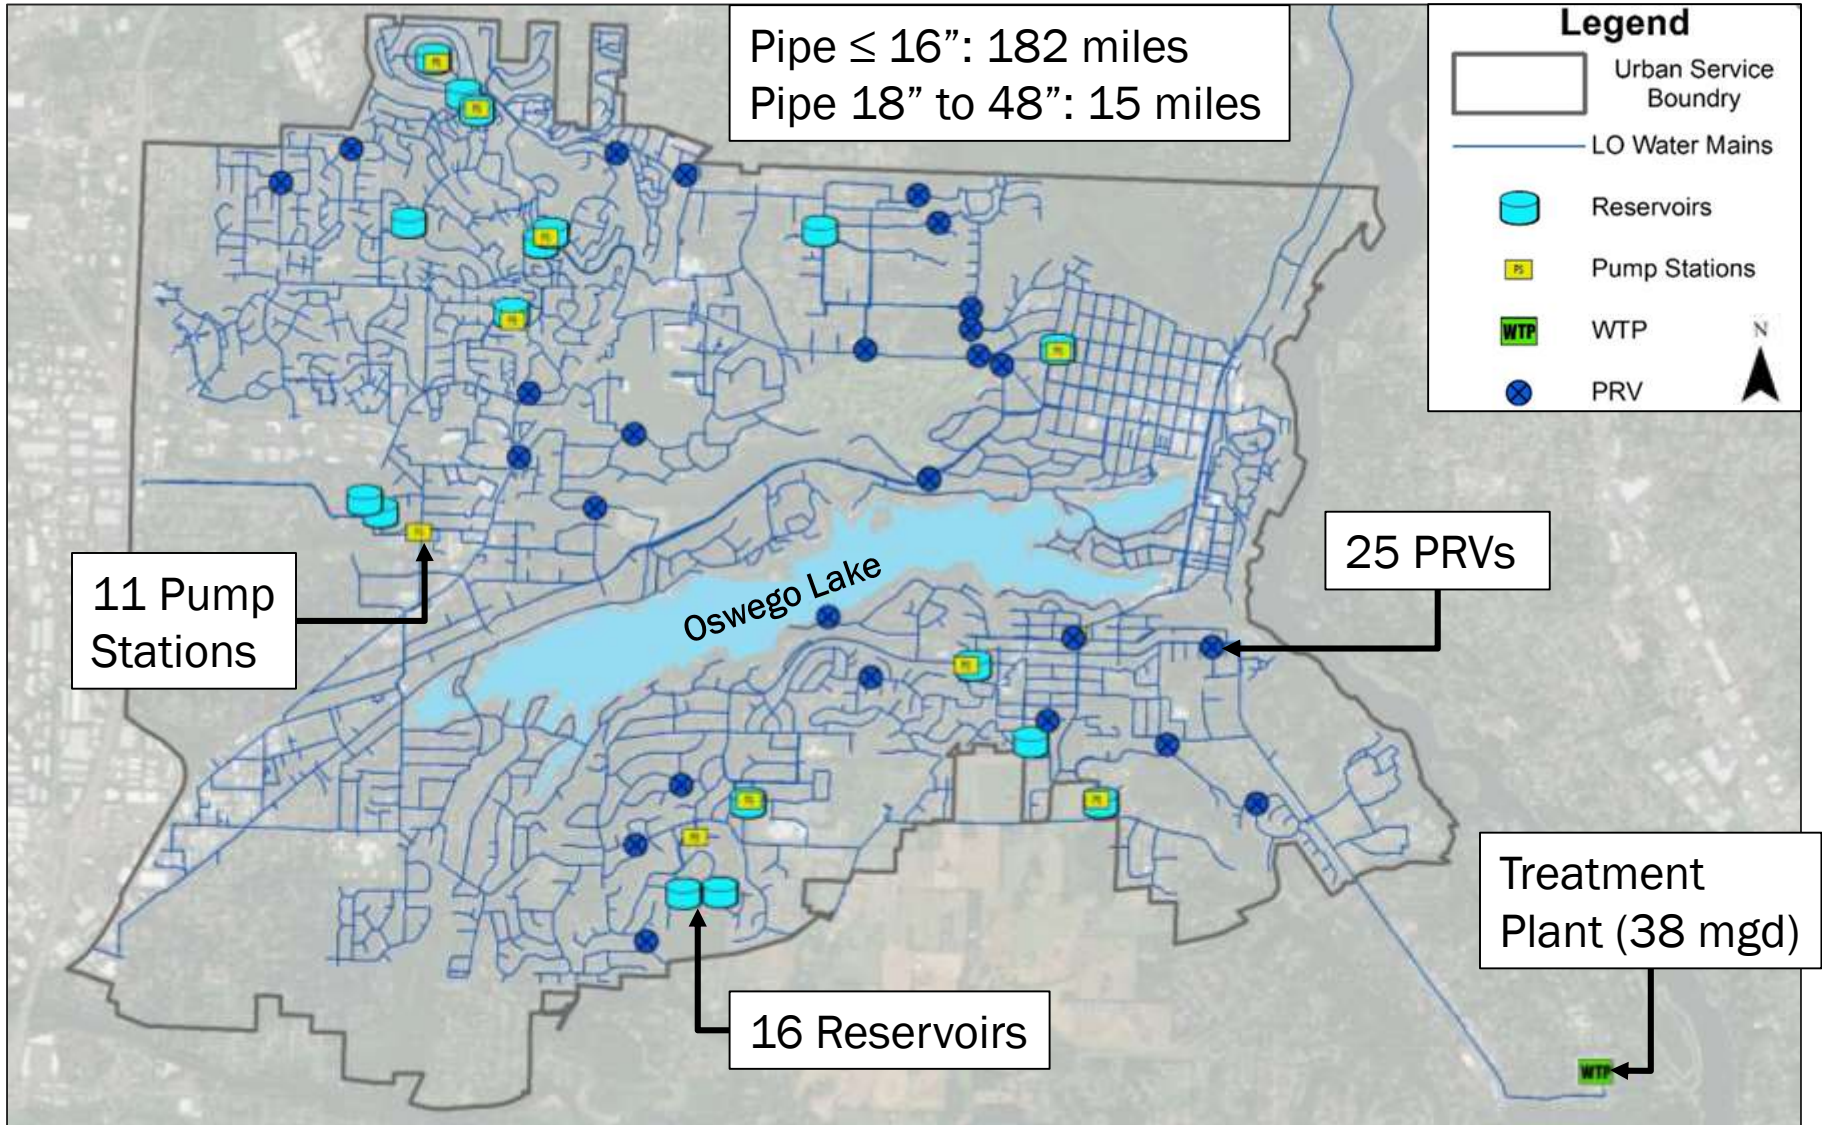 Pipe ≤ 16”: 182 miles
Pipe 18” to 48”: 15 miles
Legend
Urban Service
Boundry
LO Water Mains
Reservoirs
PS
Pump Stations
WTP
WTP
N
PRV
11 Pump
Stations
Oswego Lake
25 PRVs
16 Reservoirs
Treatment
Plant (38 mgd)
WTP